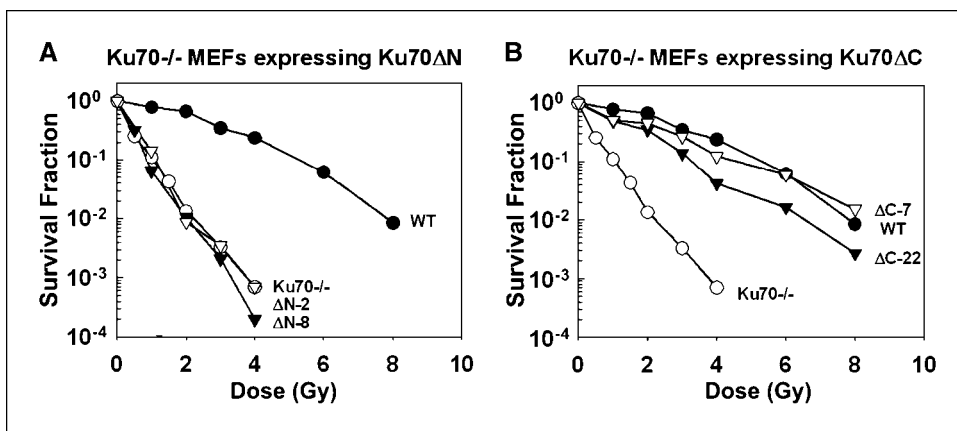 A
Ku70-/- MEFs expressing Ku70ΔN
Survival Fraction
10⁰
10⁻¹
10⁻²
10⁻³
10⁻⁴
WT
Ku70-/-
ΔN-2
ΔN-8
0 2 4 6 8 10
Dose (Gy)
B
Ku70-/- MEFs expressing Ku70ΔC
Survival Fraction
10⁰
10⁻¹
10⁻²
10⁻³
10⁻⁴
ΔC-7
WT
ΔC-22
Ku70-/-
0 2 4 6 8 10
Dose (Gy)